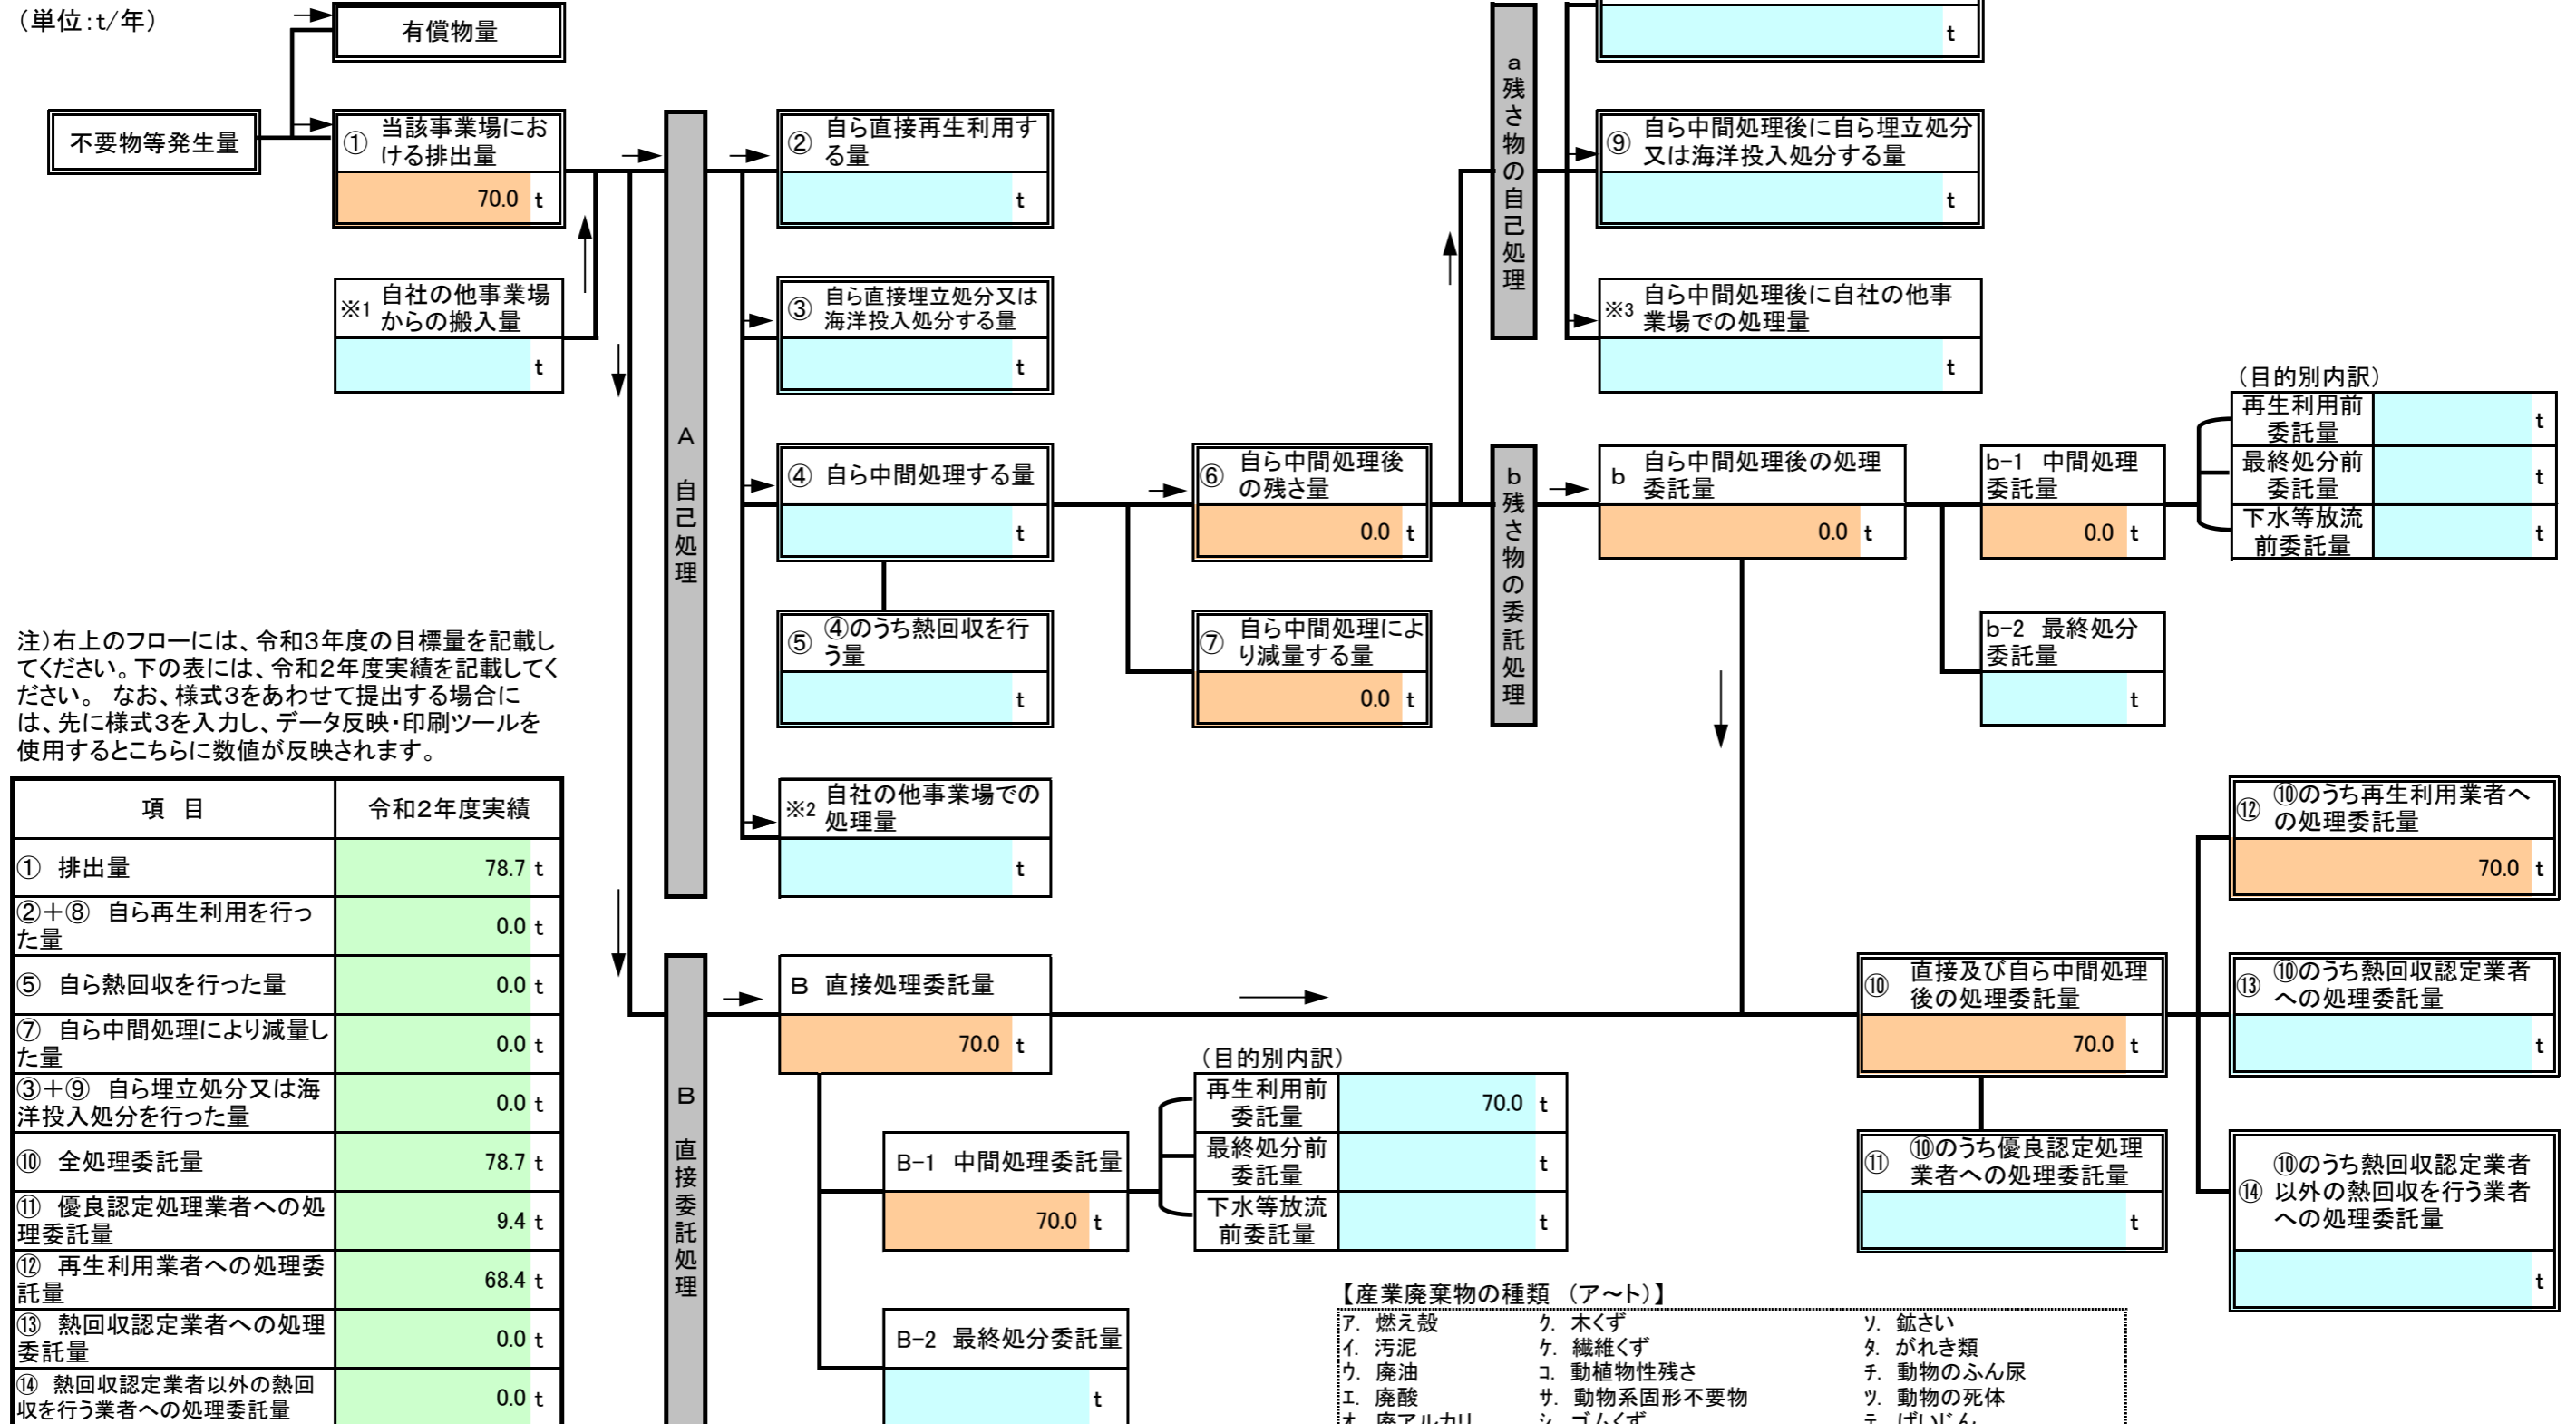 （単位：t/年）
有償物量
不要物等発生量
① 当該事業場にお
ける排出量
70.0 t
※1 自社の他事業場
からの搬入量
t
A 自己処理
② 自ら直接再生利用す
る量
t
③ 自ら直接埋立処分又は
海洋投入処分する量
t
④ 自ら中間処理する量
t
⑤ ④のうち熱回収を行
う量
t
※2 自社の他事業場での
処理量
t
⑥ 自ら中間処理後
の残さ量
0.0 t
⑦ 自ら中間処理によ
り減量する量
0.0 t
a 残さ物の自己処理
t
⑨ 自ら中間処理後に自ら埋立処分
又は海洋投入処分する量
t
※3 自ら中間処理後に自社の他事
業場での処理量
t
b 残さ物の委託処理
b 自ら中間処理後の処理
委託量
0.0 t
b-1 中間処理
委託量
0.0 t
（目的別内訳）
再生利用前
委託量
t
最終処分前
委託量
t
下水等放流
前委託量
t
b-2 最終処分
委託量
t
注）右上のフローには、令和３年度の目標量を記載し
てください。下の表には、令和２年度実績を記載してく
ださい。 なお、様式３をあわせて提出する場合に
は、先に様式３を入力し、データ反映・印刷ツールを
使用するとこちらに数値が反映されます。
項 目 令和２年度実績
① 排出量 78.7 t
②＋⑧ 自ら再生利用を行っ
た量 0.0 t
⑤ 自ら熱回収を行った量 0.0 t
⑦ 自ら中間処理により減量し
た量 0.0 t
③＋⑨ 自ら埋立処分又は海
洋投入処分を行った量 0.0 t
⑩ 全処理委託量 78.7 t
⑪ 優良認定処理業者への処
理委託量 9.4 t
⑫ 再生利用業者への処理委
託量 68.4 t
⑬ 熱回収認定業者への処理
委託量 0.0 t
⑭ 熱回収認定業者以外の熱回
収を行う業者への処理委託量 0.0 t
B 直接委託処理
B 直接処理委託量
70.0 t
B-1 中間処理委託量
70.0 t
（目的別内訳）
再生利用前
委託量
70.0 t
最終処分前
委託量
t
下水等放流
前委託量
t
B-2 最終処分委託量
t
⑩ 直接及び自ら中間処理
後の処理委託量
70.0 t
⑪ ⑩のうち優良認定処理
業者への処理委託量
t
⑫ ⑩のうち再生利用業者へ
の処理委託量
70.0 t
⑬ ⑩のうち熱回収認定業者
への処理委託量
t
⑭ ⑩のうち熱回収認定業者
以外の熱回収を行う業者
への処理委託量
t
【産業廃棄物の種類 （ア～ト）】
ア. 燃え殻 ク. 木くず ソ. 鉱さい
イ. 汚泥 ケ. 繊維くず タ. がれき類
ウ. 廃油 コ. 動植物性残さ チ. 動物のふん尿
エ. 廃酸 サ. 動物系固形不要物 ツ. 動物の死体
オ. 廃アルカリ シ. ゴムくず テ. ばいじん